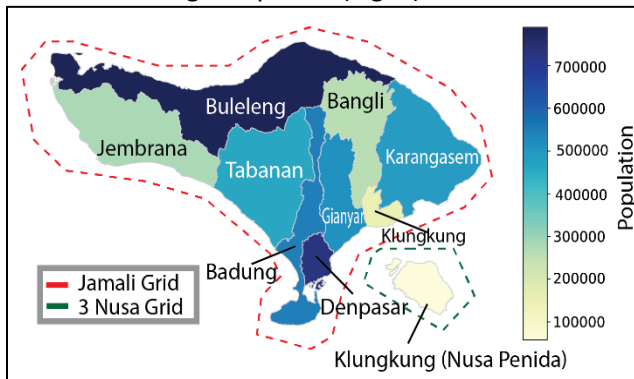 Buleleng
Bangli
Jembrana
Tabanan
Karangasem
Gianyar
Klungkung
Badung
Denpasar
Klungkung (Nusa Penida)
Jamali Grid
3 Nusa Grid
700000
600000
500000
400000
300000
200000
100000
Population